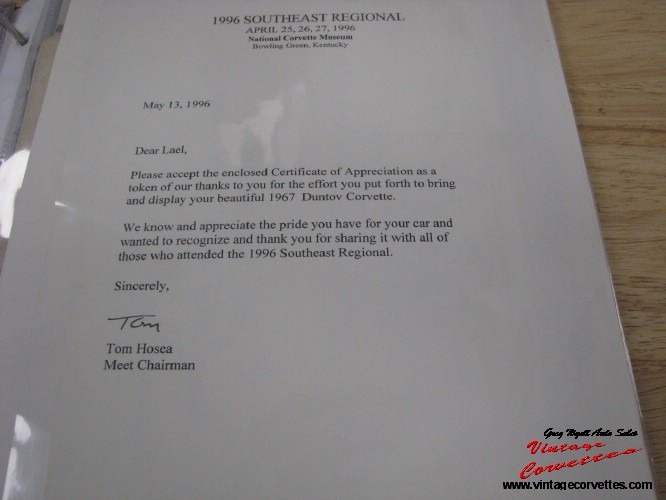 1996 SOUTHEAST REGIONAL
APRIL 25, 26, 27, 1996
National Corvette Museum
Bowling Green, Kentucky
May 13, 1996
Dear Lael,
Please accept the enclosed Certificate of Appreciation as a
token of our thanks to you for the effort you put forth to bring
and display your beautiful 1967 Duntov Corvette.
We know and appreciate the pride you have for your car and
wanted to recognize and thank you for sharing it with all of
those who attended the 1996 Southeast Regional.
Sincerely,
Tom
Tom Hosea
Meet Chairman
Greg Wyatt Auto Sales
Vintage
Corvettes
www.vintagecorvettes.com